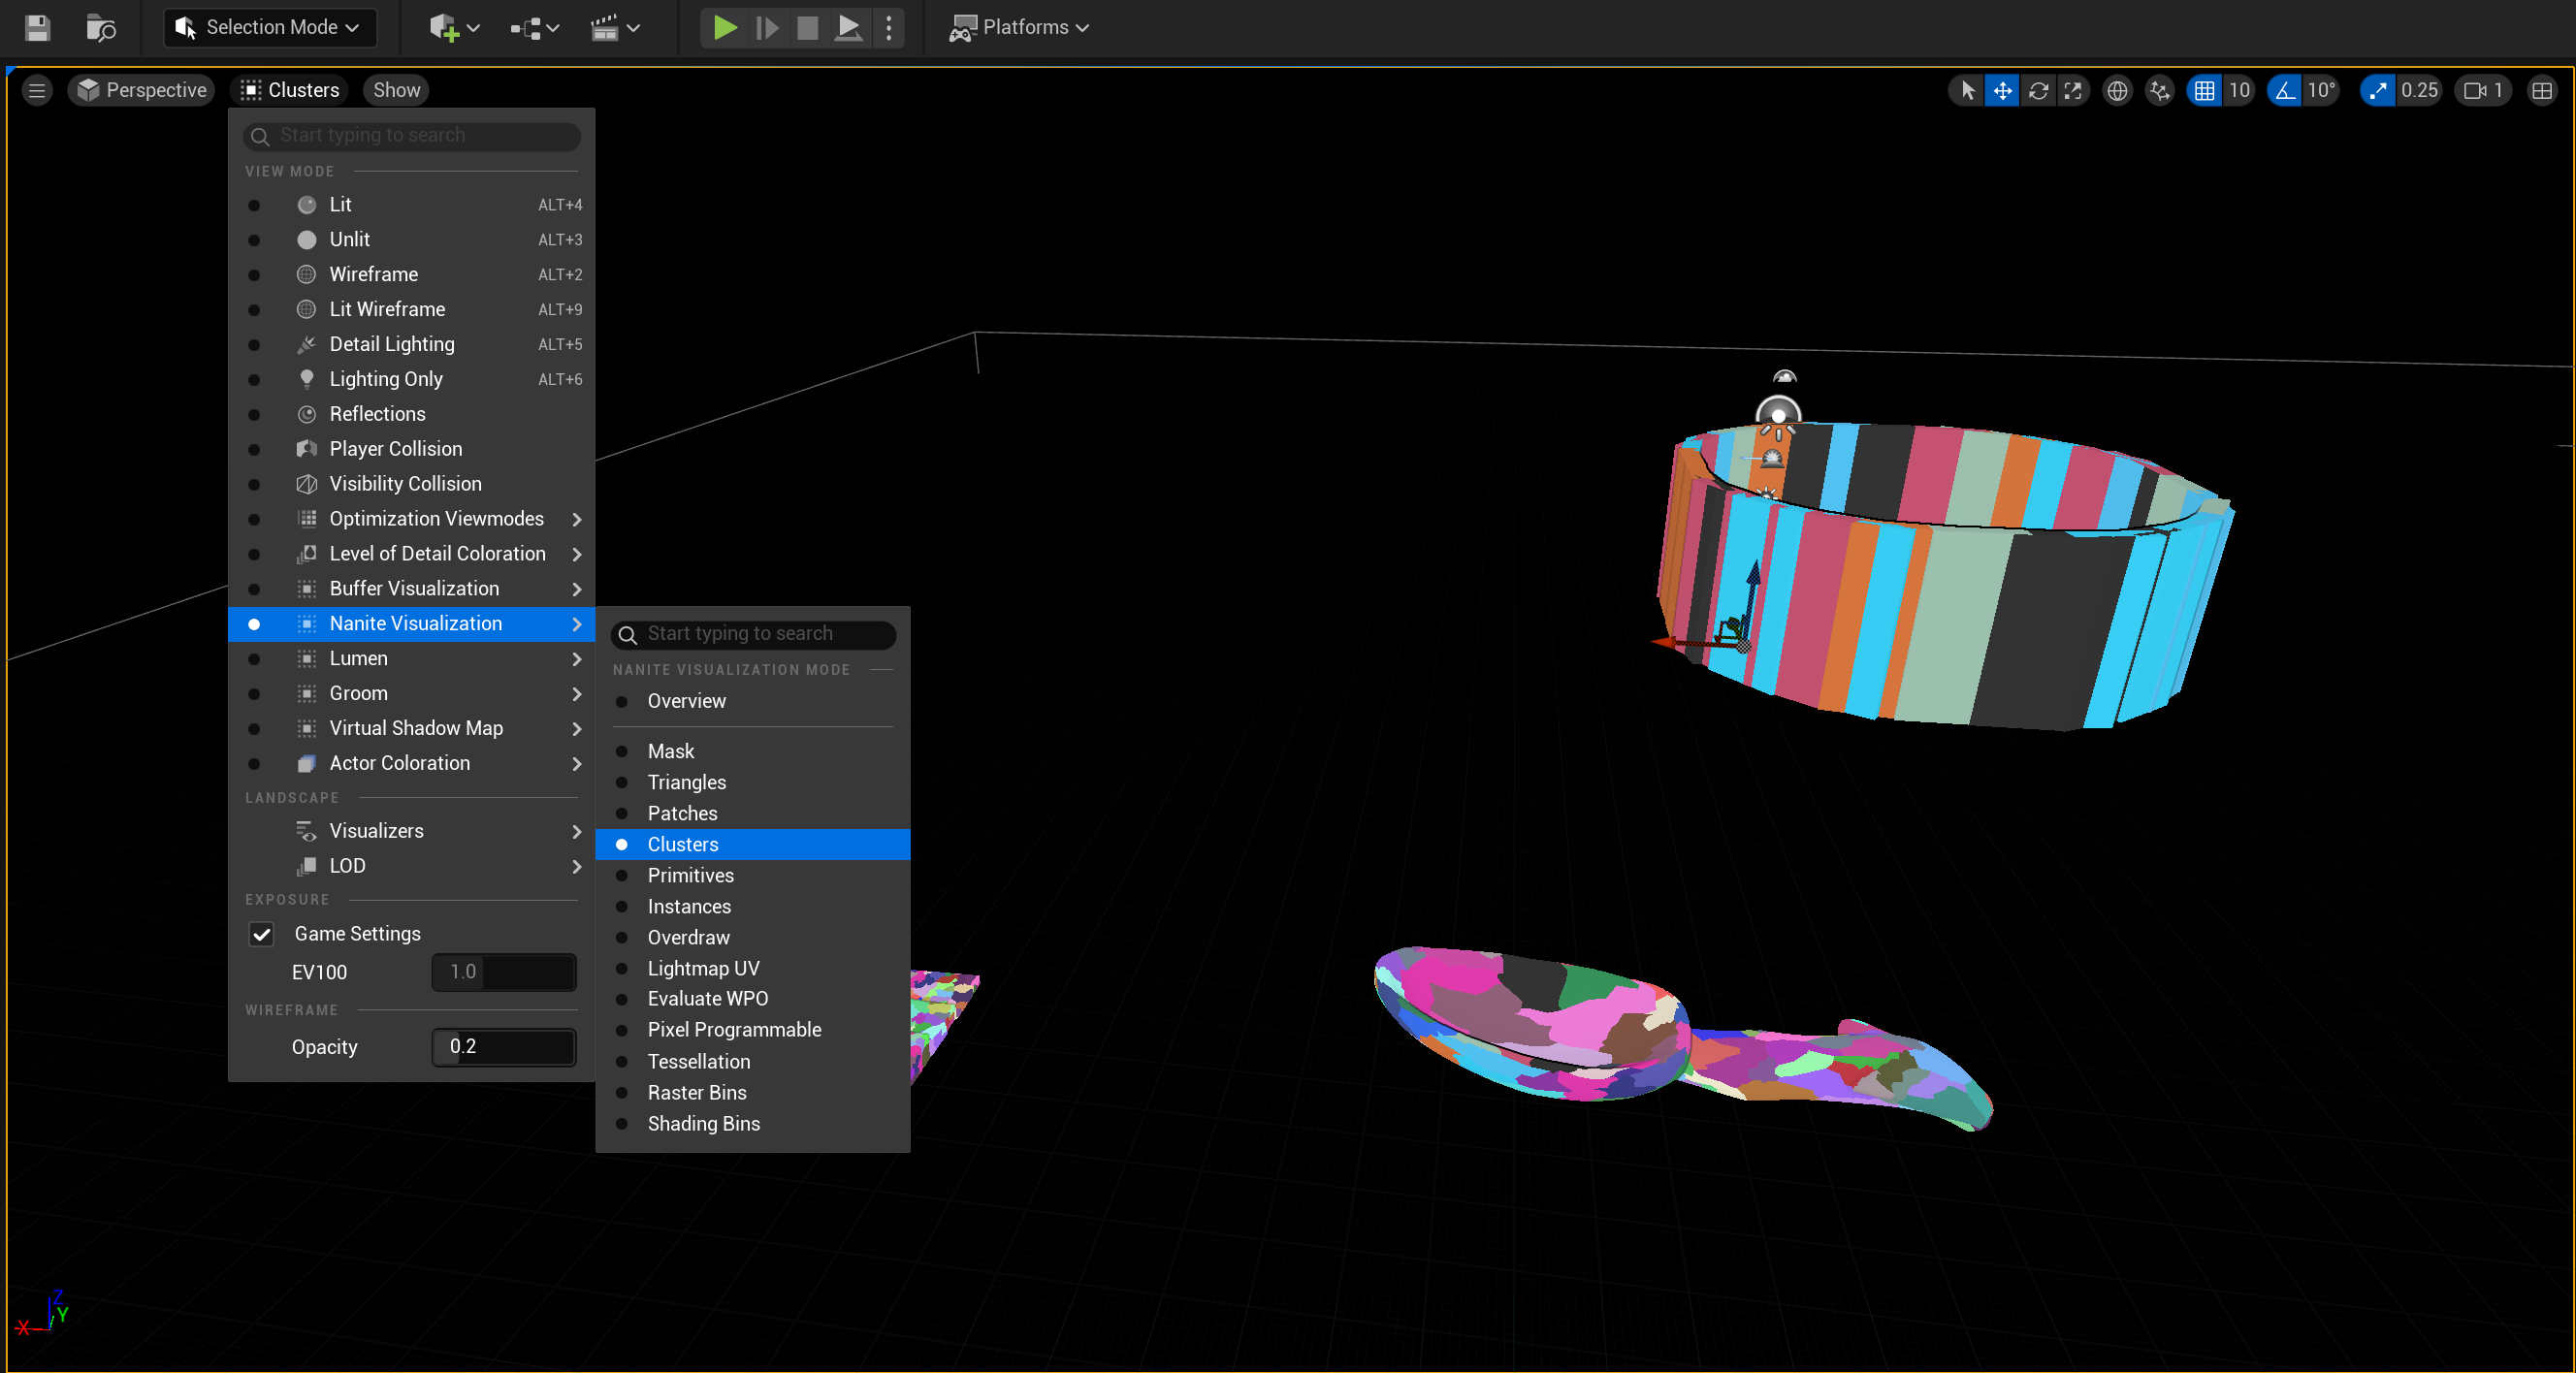 Selection Mode
Platforms
Perspective
Clusters
Show
10
10°
0.25
1
Start typing to search
VIEW MODE
Lit ALT+4
Unlit ALT+3
Wireframe ALT+2
Lit Wireframe ALT+9
Detail Lighting ALT+5
Lighting Only ALT+6
Reflections
Player Collision
Visibility Collision
Optimization Viewmodes
Level of Detail Coloration
Buffer Visualization
Nanite Visualization
Lumen
Groom
Virtual Shadow Map
Actor Coloration
LANDSCAPE
Visualizers
LOD
EXPOSURE
Game Settings
EV100 1.0
WIREFRAME
Opacity 0.2
Start typing to search
NANITE VISUALIZATION MODE
Overview
Mask
Triangles
Patches
Clusters
Primitives
Instances
Overdraw
Lightmap UV
Evaluate WPO
Pixel Programmable
Tessellation
Raster Bins
Shading Bins
Z
Y
X